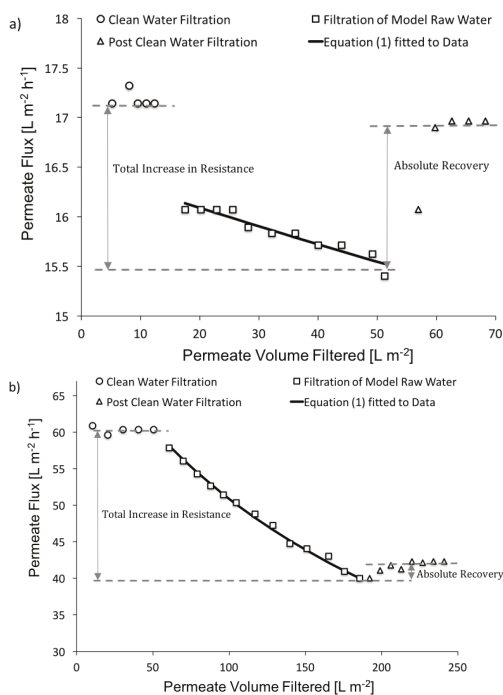 a)
Clean Water Filtration
Filtration of Model Raw Water
Post Clean Water Filtration
Equation (1) fitted to Data
18
17.5
17
16.5
16
15.5
15
Permeate Flux [L m⁻² h⁻¹]
Total Increase in Resistance
Absolute Recovery
0 10 20 30 40 50 60 70
Permeate Volume Filtered [L m⁻²]
b)
Clean Water Filtration
Filtration of Model Raw Water
Post Clean Water Filtration
Equation (1) fitted to Data
65
60
55
50
45
40
35
30
Permeate Flux [L m⁻² h⁻¹]
Total Increase in Resistance
Absolute Recovery
0 50 100 150 200 250
Permeate Volume Filtered [L m⁻²]